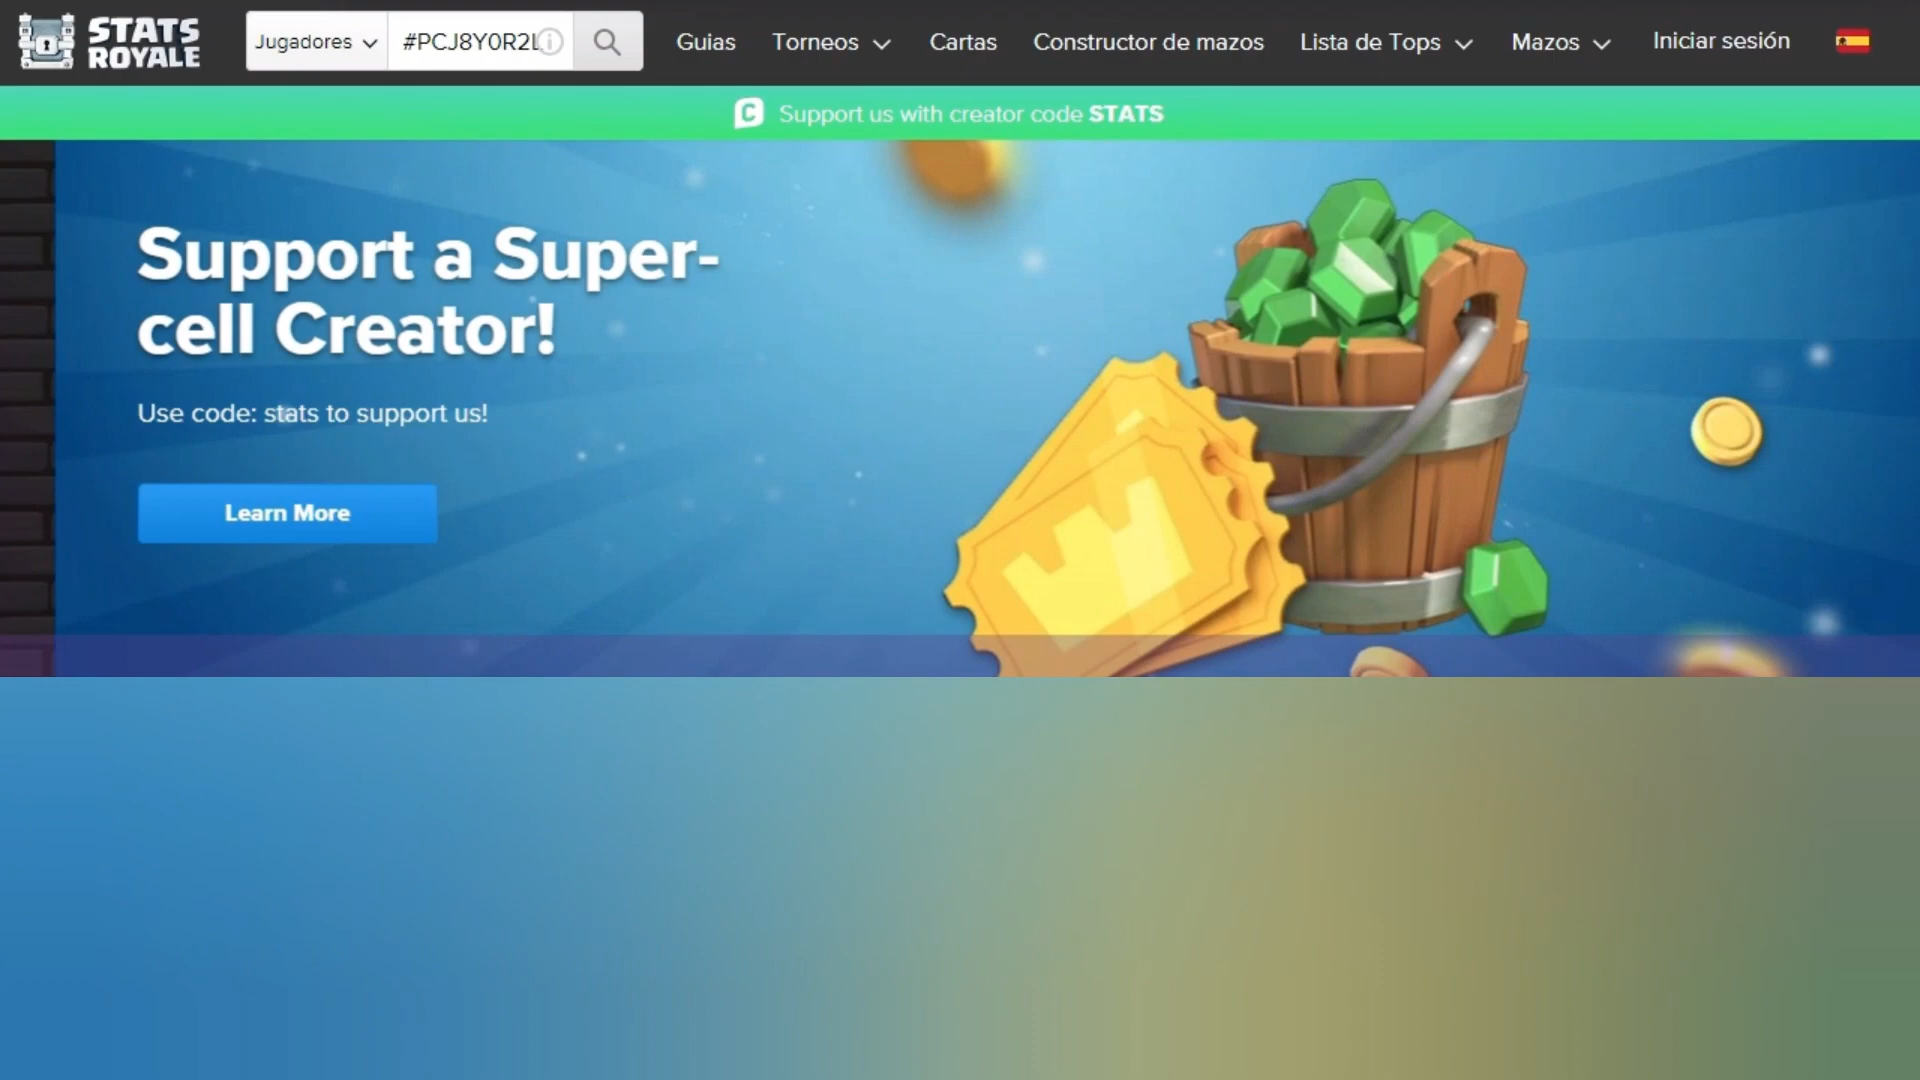 STATS
ROYALE
Jugadores
#PCJ8Y0R2L
Guias
Torneos
Cartas
Constructor de mazos
Lista de Tops
Mazos
Iniciar sesión
Support us with creator code STATS
Support a Super-
cell Creator!
Use code: stats to support us!
Learn More